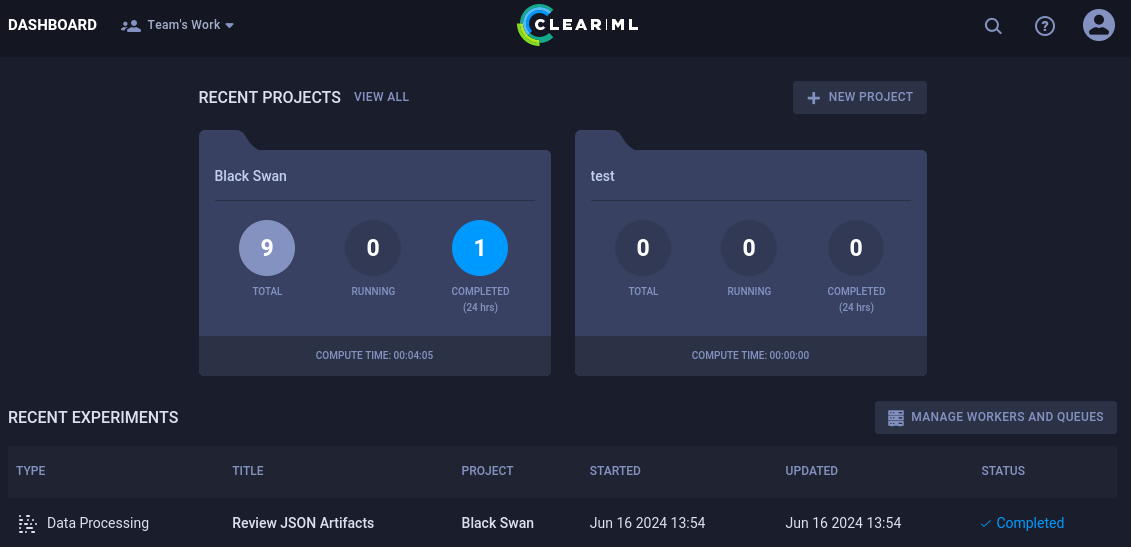 DASHBOARD Team's Work CLEAR|ML
RECENT PROJECTS VIEW ALL NEW PROJECT
Black Swan test
9 0 1 0 0 0
TOTAL RUNNING COMPLETED TOTAL RUNNING COMPLETED
(24 hrs) (24 hrs)
COMPUTE TIME: 00:04:05 COMPUTE TIME: 00:00:00
RECENT EXPERIMENTS MANAGE WORKERS AND QUEUES
TYPE TITLE PROJECT STARTED UPDATED STATUS
Data Processing Review JSON Artifacts Black Swan Jun 16 2024 13:54 Jun 16 2024 13:54 Completed